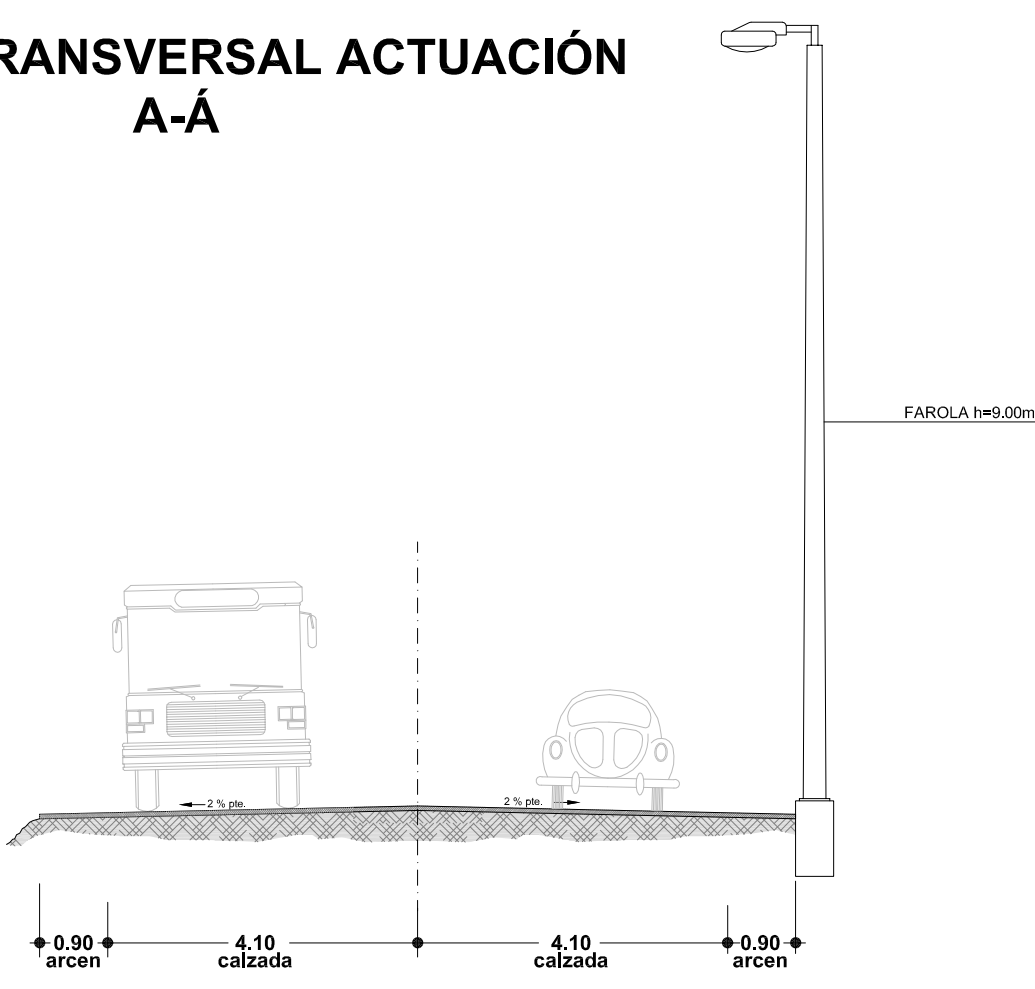 RANSVERSAL ACTUACIÓN
A-Á
FAROLA h=9.00m
2 % pte.
2 % pte.
0.90
arcen
4.10
calzada
4.10
calzada
0.90
arcen